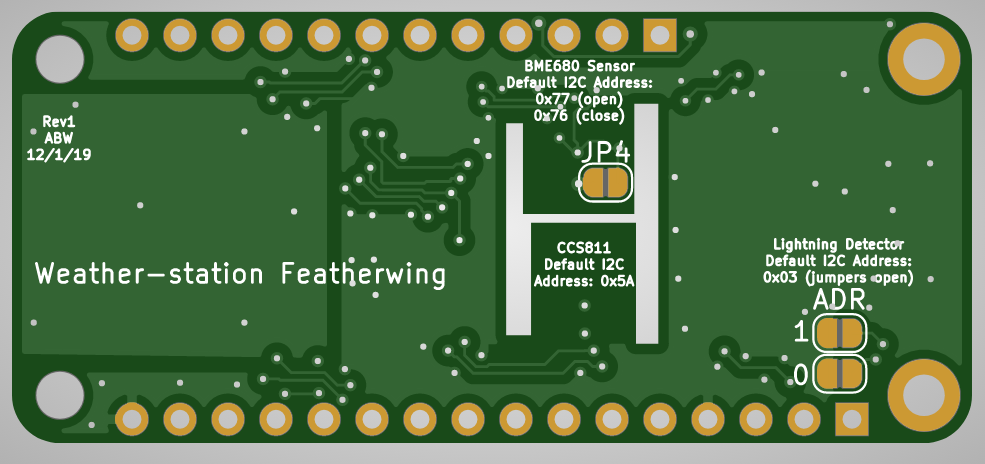 BME680 Sensor
Default I2C Address:
0x77 (open)
0x76 (close)
JP4
Rev1
ABW
12/1/19
CCS811
Default I2C
Address: 0x5A
Weather-station Featherwing
Lightning Detector
Default I2C Address:
0x03 (jumpers open)
ADR
1
0